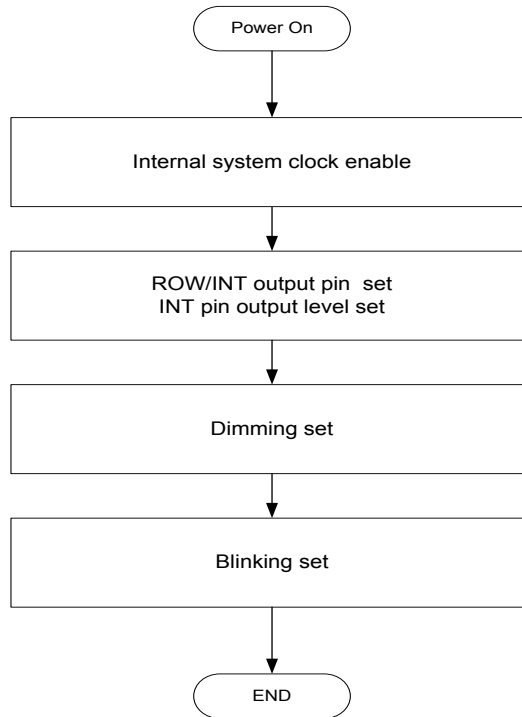 Power On
Internal system clock enable
ROW/INT output pin set
INT pin output level set
Dimming set
Blinking set
END